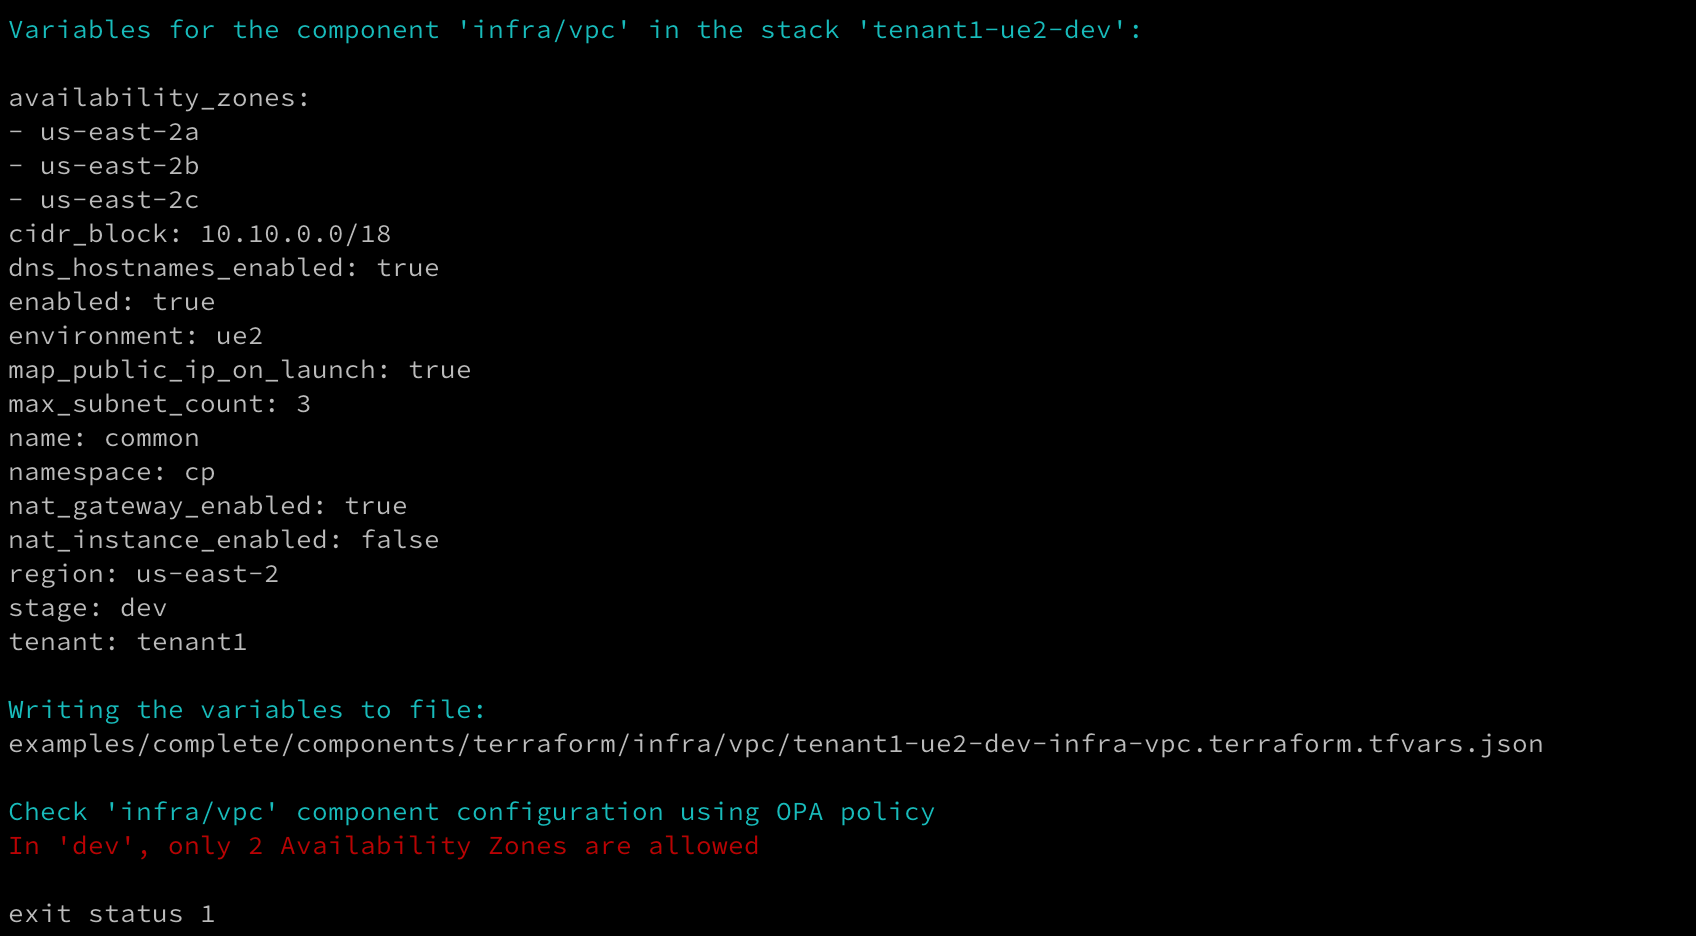 Variables for the component 'infra/vpc' in the stack 'tenant1-ue2-dev':
availability_zones:
- us-east-2a
- us-east-2b
- us-east-2c
cidr_block: 10.10.0.0/18
dns_hostnames_enabled: true
enabled: true
environment: ue2
map_public_ip_on_launch: true
max_subnet_count: 3
name: common
namespace: cp
nat_gateway_enabled: true
nat_instance_enabled: false
region: us-east-2
stage: dev
tenant: tenant1
Writing the variables to file:
examples/complete/components/terraform/infra/vpc/tenant1-ue2-dev-infra-vpc.terraform.tfvars.json
Check 'infra/vpc' component configuration using OPA policy
In 'dev', only 2 Availability Zones are allowed
exit status 1